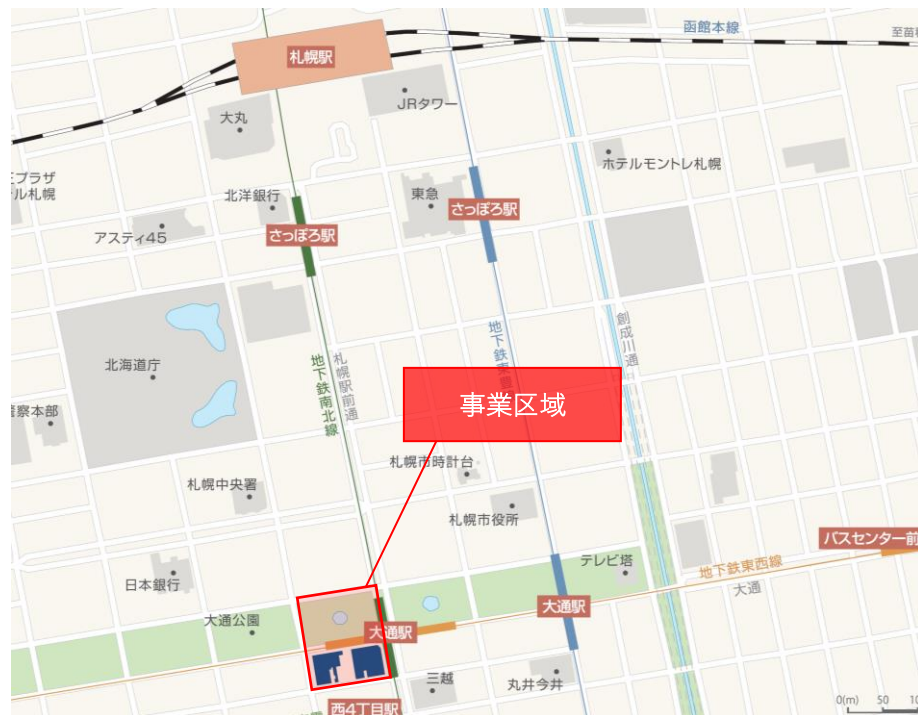 函館本線
至苗
札幌駅
JRタワー
大丸
ホテルモントレ札幌
プラザ
ル札幌
北洋銀行
東急
さっぽろ駅
アスティ45
さっぽろ駅
創成川通
地下鉄東豊
札幌駅前通
地下鉄南北線
北海道庁
事業区域
警察本部
札幌市時計台
札幌中央署
札幌市役所
バスセンター前
テレビ塔
地下鉄東西線
大通
日本銀行
大通駅
大通公園
大通駅
三越
丸井今井
西4丁目駅
0(m) 50 10